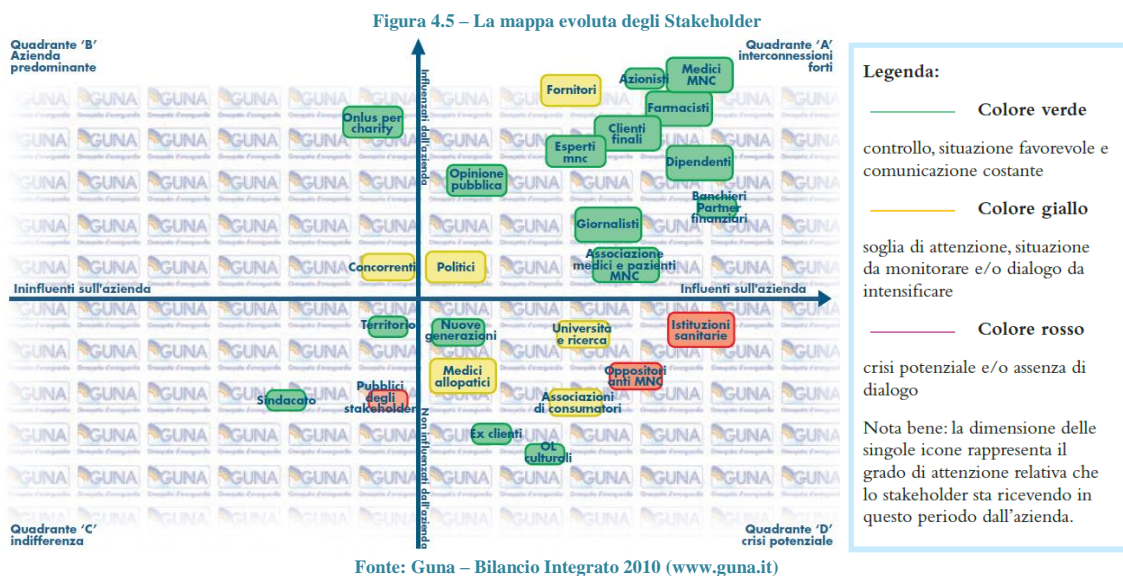 Figura 4.5 – La mappa evoluta degli Stakeholder
Quadrante ‘B’
Azienda
predominante
Quadrante ‘A’
interconnessioni
forti
Influenzati dall'azienda
Fornitori
Azionisti
Medici
MNC
Farmacisti
Onlus per
charity
Clienti
finali
Esperti
mnc
Dipendenti
Opinione
pubblica
Banchieri
Partner
finanziari
Giornalisti
Associazione
medici e pazienti
MNC
Concorrenti
Politici
Ininfluenti sull'azienda
Influenti sull'azienda
Territorio
Nuove
generazioni
Università
e ricerca
Istituzioni
sanitarie
Medici
allopatici
Oppositori
anti MNC
Sindacato
Pubblici
degli
stakeholder
Associazioni
di consumatori
Non influenzati dall'azienda
Ex clienti
OL
culturali
Quadrante ‘C’
indifferenza
Quadrante ‘D’
crisi potenziale
Legenda:
Colore verde
controllo, situazione favorevole e
comunicazione costante
Colore giallo
soglia di attenzione, situazione
da monitorare e/o dialogo da
intensificare
Colore rosso
crisi potenziale e/o assenza di
dialogo
Nota bene: la dimensione delle
singole icone rappresenta il
grado di attenzione relativa che
lo stakeholder sta ricevendo in
questo periodo dall'azienda.
GUNA
Fonte: Guna – Bilancio Integrato 2010 (www.guna.it)